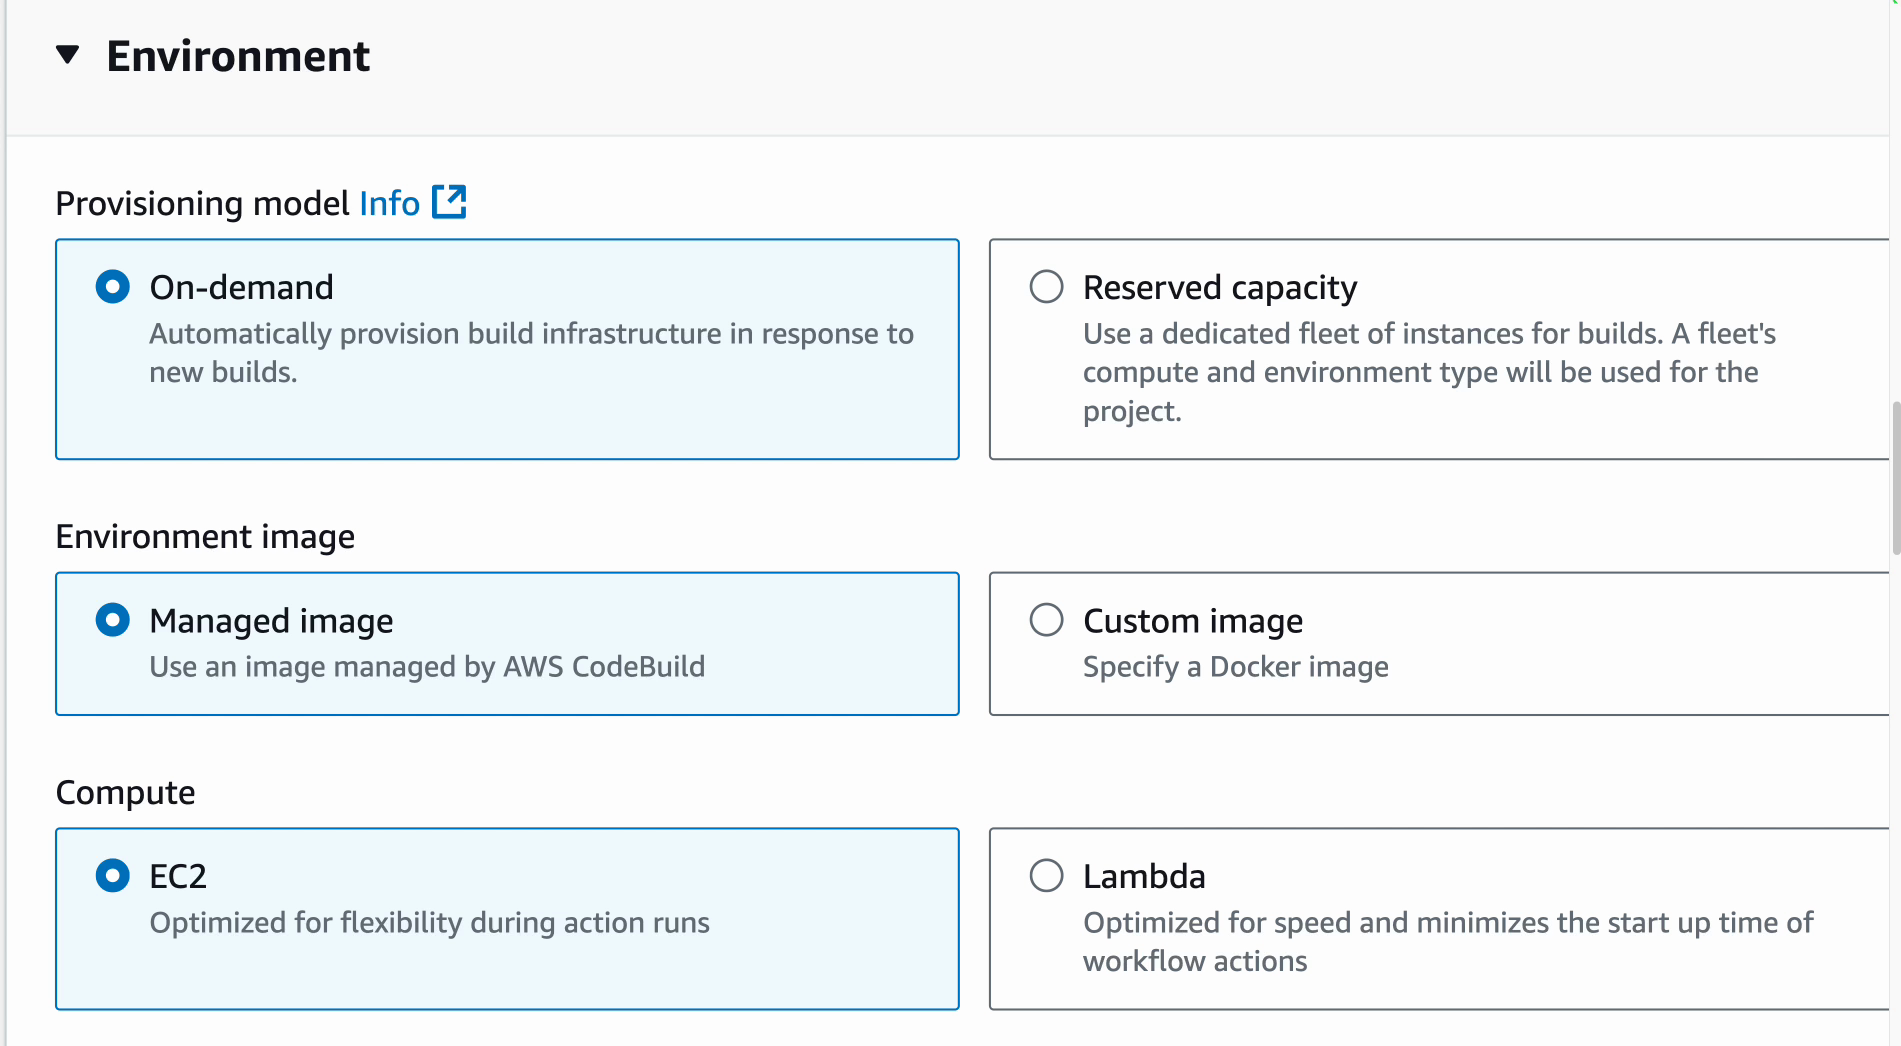 Environment
Provisioning model Info
On-demand
Automatically provision build infrastructure in response to
new builds.
Reserved capacity
Use a dedicated fleet of instances for builds. A fleet's
compute and environment type will be used for the
project.
Environment image
Managed image
Use an image managed by AWS CodeBuild
Custom image
Specify a Docker image
Compute
EC2
Optimized for flexibility during action runs
Lambda
Optimized for speed and minimizes the start up time of
workflow actions